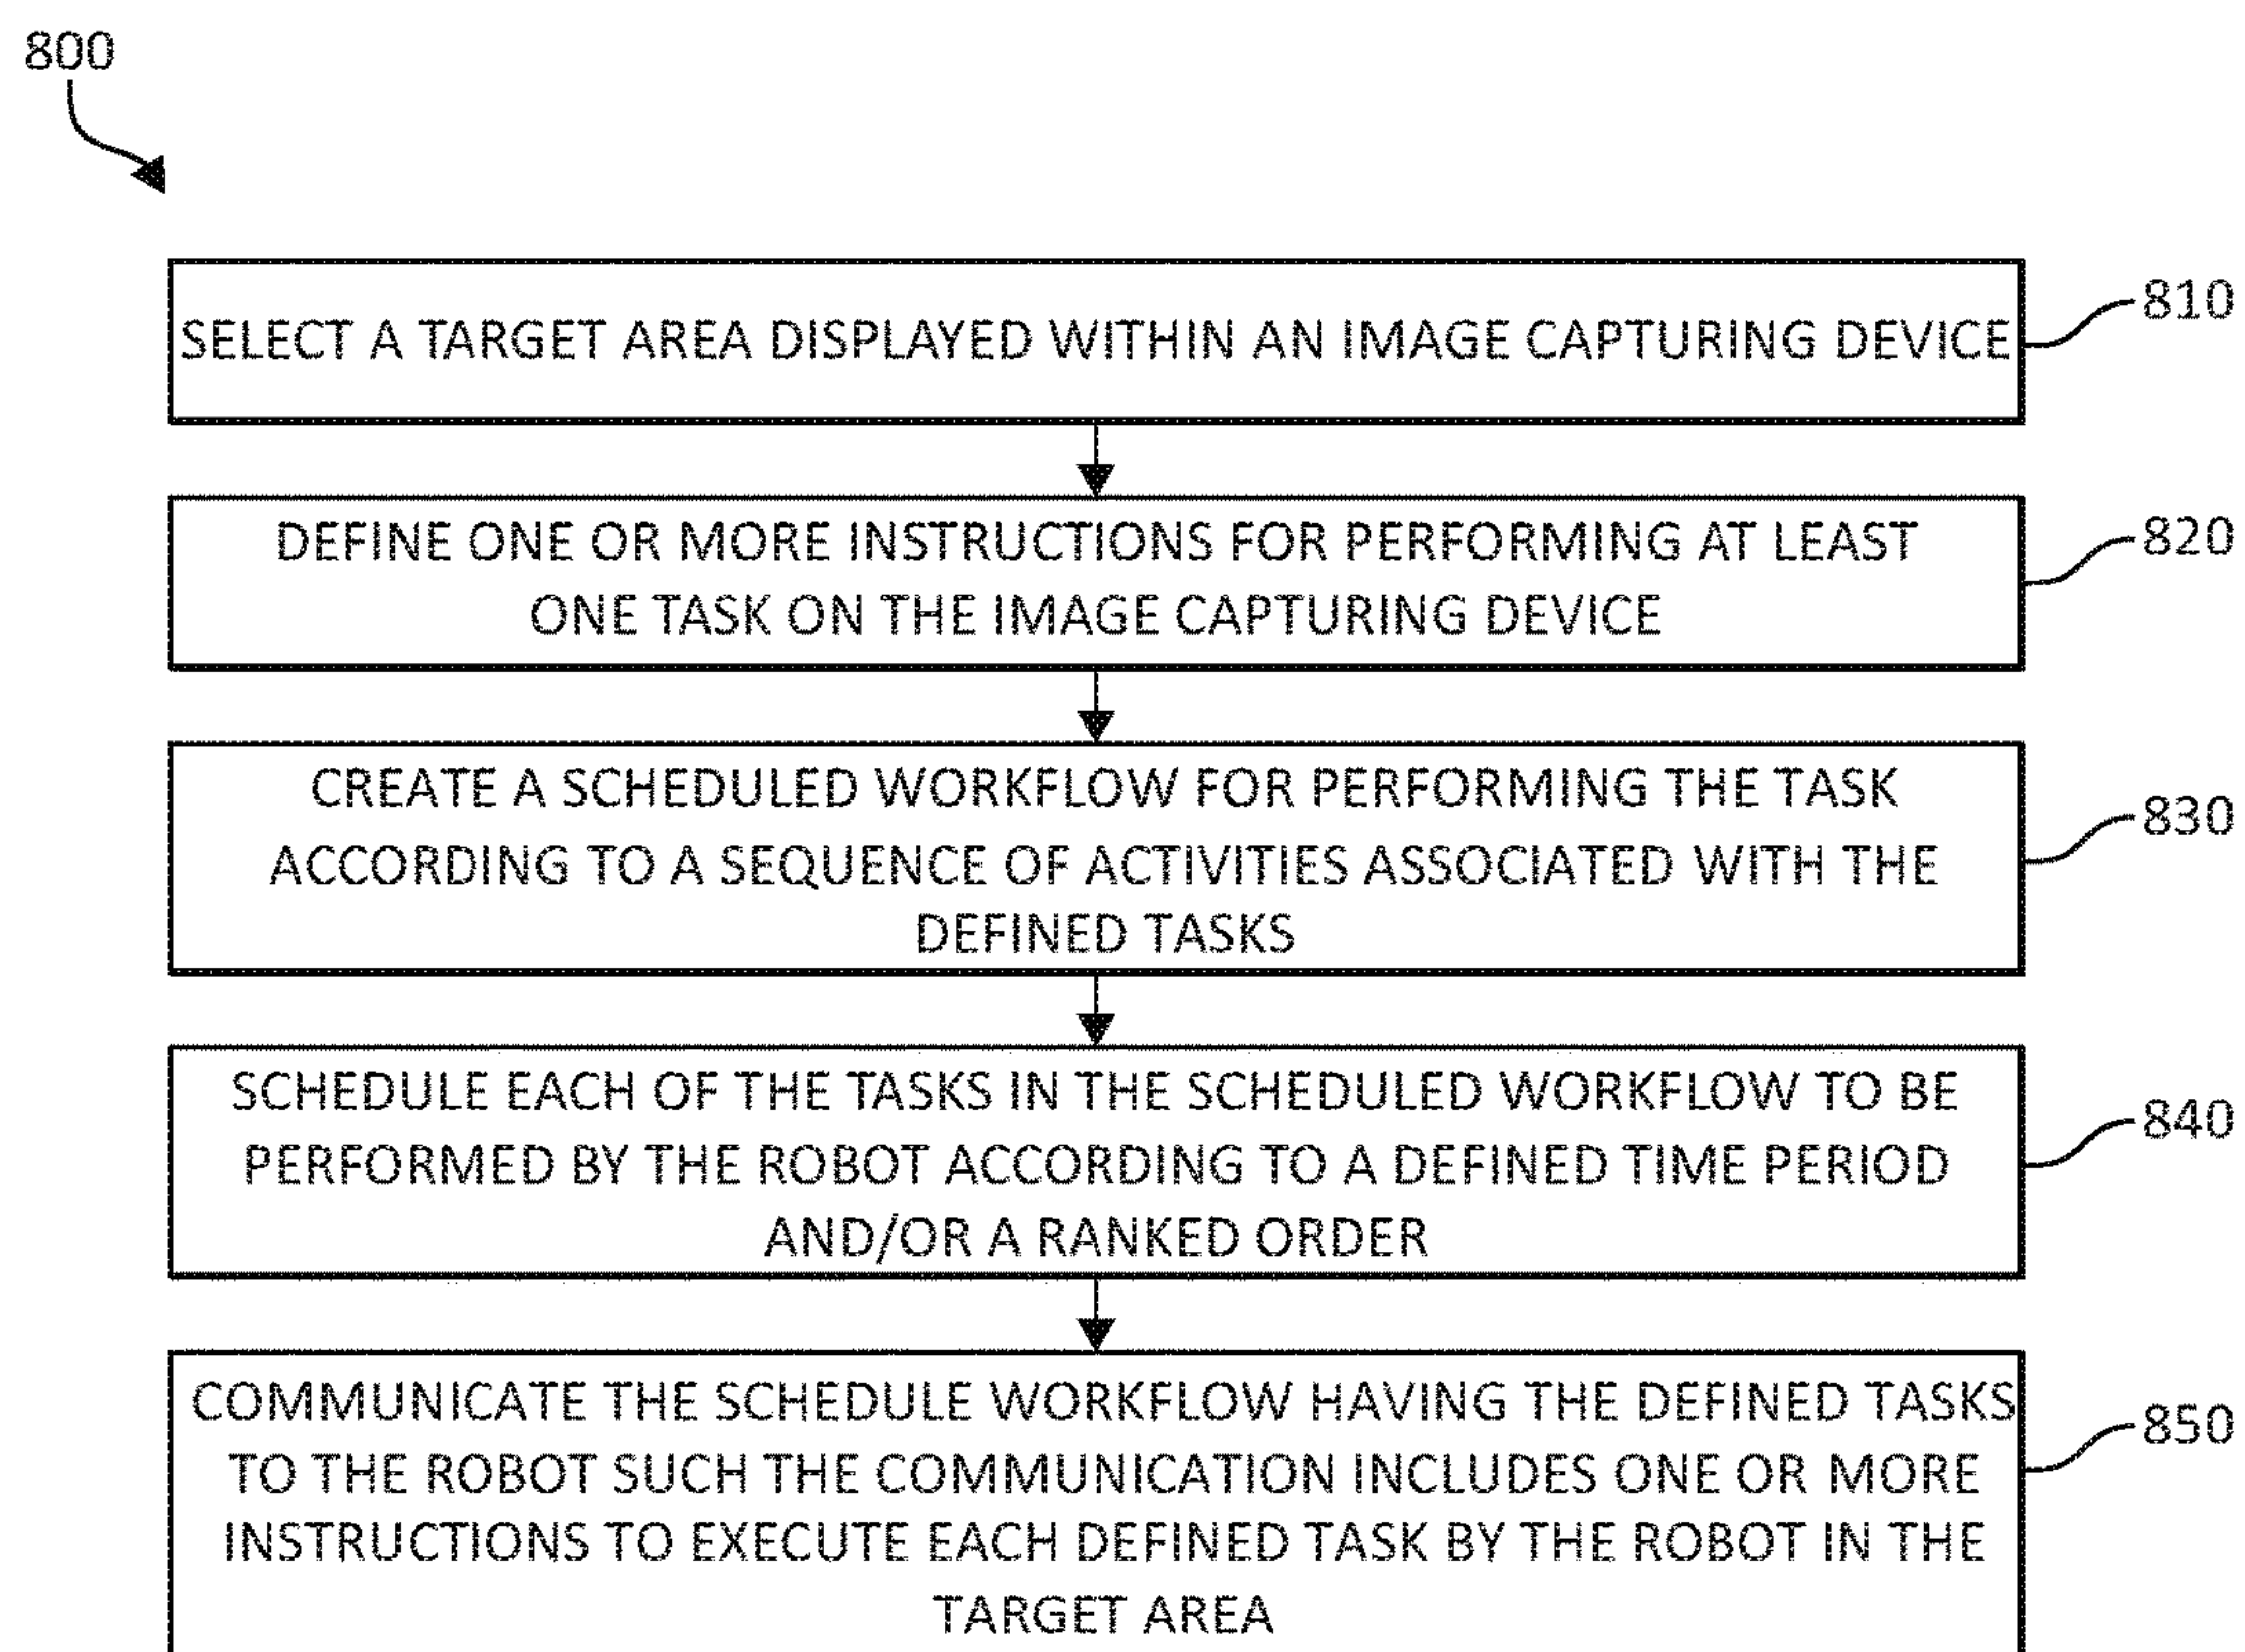 800
SELECT A TARGET AREA DISPLAYED WITHIN AN IMAGE CAPTURING DEVICE
810
DEFINE ONE OR MORE INSTRUCTIONS FOR PERFORMING AT LEAST
ONE TASK ON THE IMAGE CAPTURING DEVICE
820
CREATE A SCHEDULED WORKFLOW FOR PERFORMING THE TASK
ACCORDING TO A SEQUENCE OF ACTIVITIES ASSOCIATED WITH THE
DEFINED TASKS
830
SCHEDULE EACH OF THE TASKS IN THE SCHEDULED WORKFLOW TO BE
PERFORMED BY THE ROBOT ACCORDING TO A DEFINED TIME PERIOD
AND/OR A RANKED ORDER
840
COMMUNICATE THE SCHEDULE WORKFLOW HAVING THE DEFINED TASKS
TO THE ROBOT SUCH THE COMMUNICATION INCLUDES ONE OR MORE
INSTRUCTIONS TO EXECUTE EACH DEFINED TASK BY THE ROBOT IN THE
TARGET AREA
850